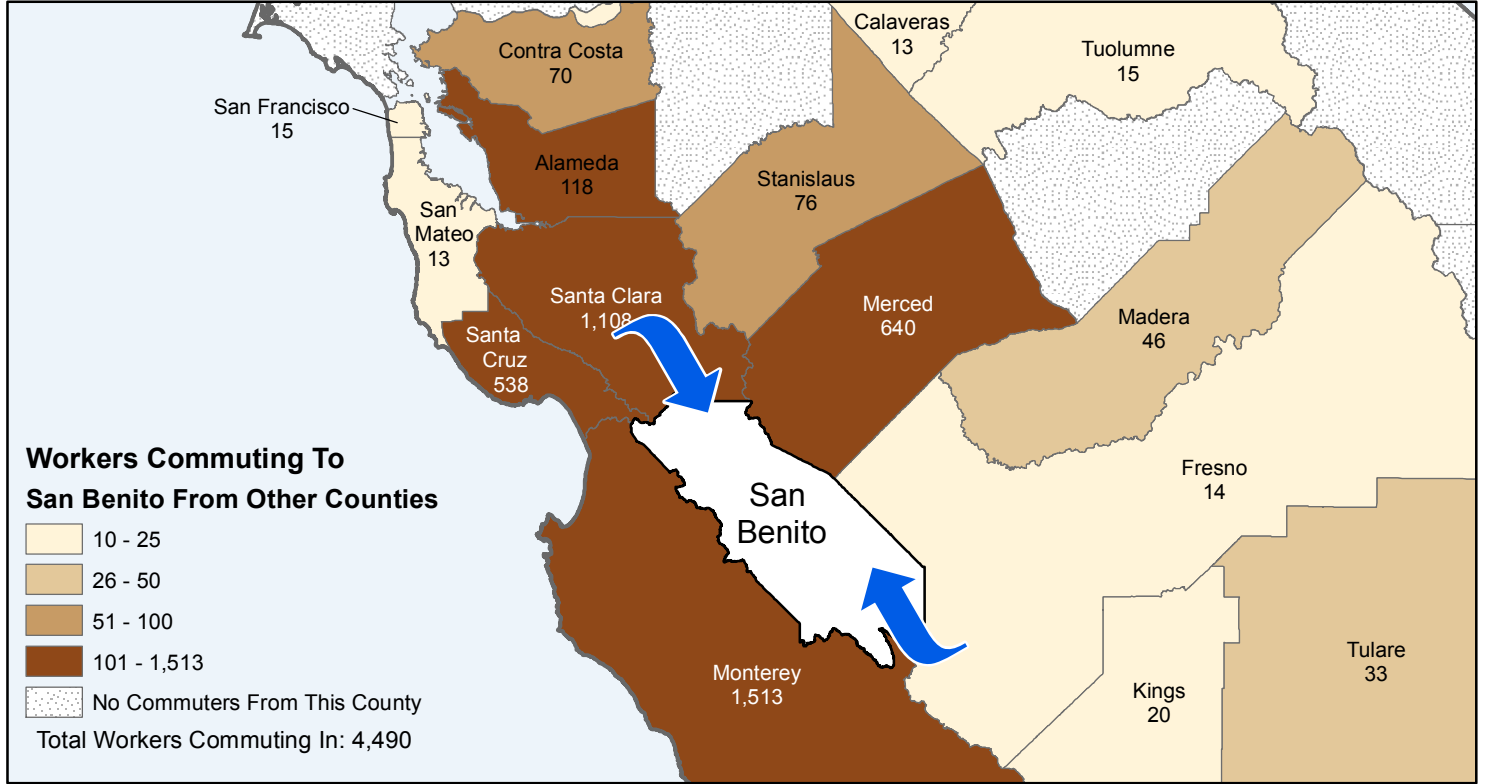 Calaveras
13
Tuolumne
15
Contra Costa
70
San Francisco
15
Alameda
118
Stanislaus
76
San
Mateo
13
Santa Clara
1,108
Merced
640
Madera
46
Santa
Cruz
538
Fresno
14
San
Benito
Monterey
1,513
Kings
20
Tulare
33
Workers Commuting To
San Benito From Other Counties
10 - 25
26 - 50
51 - 100
101 - 1,513
No Commuters From This County
Total Workers Commuting In: 4,490